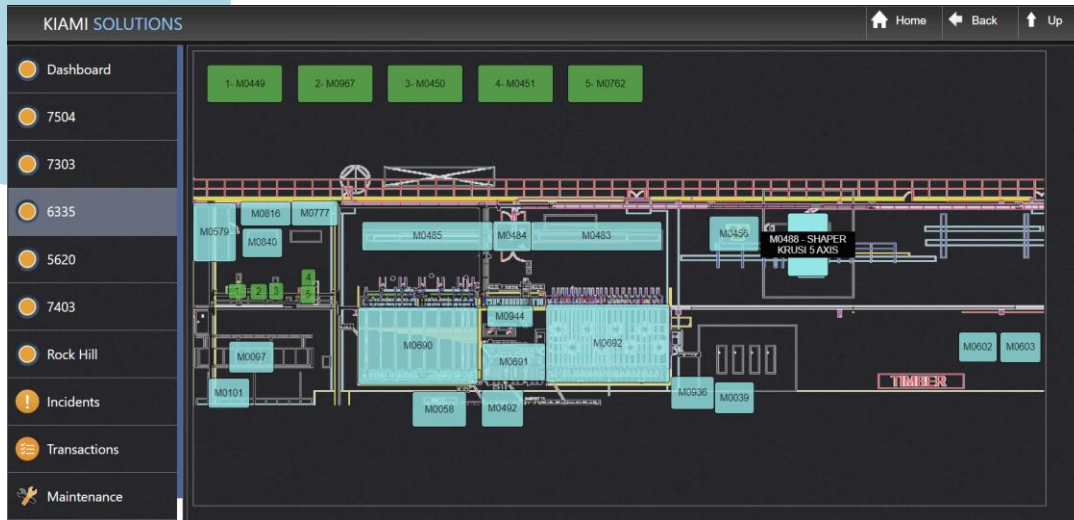 KIAMI SOLUTIONS
Home
Back
Up
Dashboard
7504
7303
6335
5620
7403
Rock Hill
Incidents
Transactions
Maintenance
1- M0449
2- M0967
3- M0450
4- M0451
5- M0762
M0579
M0816
M0777
M0840
M0485
M0484
M0483
M0456
M0488 - SHAPER
KRUSI 5 AXIS
1
2
3
4
5
M0944
M0690
M0691
M0692
M0097
M0101
M0058
M0492
M0936
M0039
M0602
M0603
TIMBER